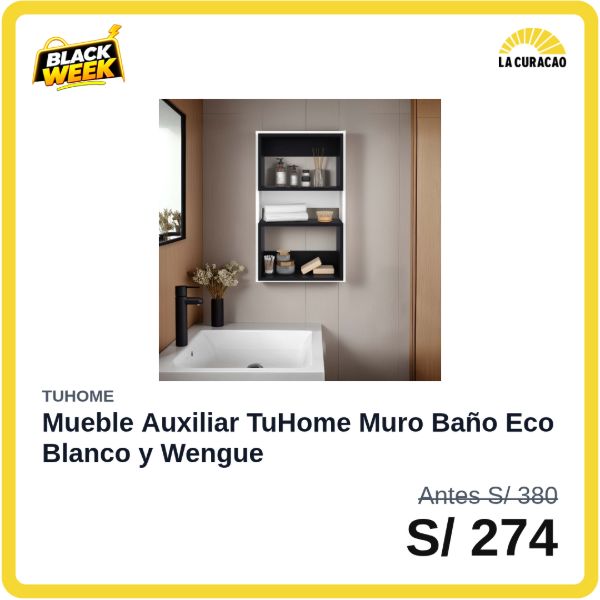 BLACK
WEEK
LA CURACAO
TUHOME
Mueble Auxiliar TuHome Muro Baño Eco
Blanco y Wengue
Antes S/ 380
S/ 274